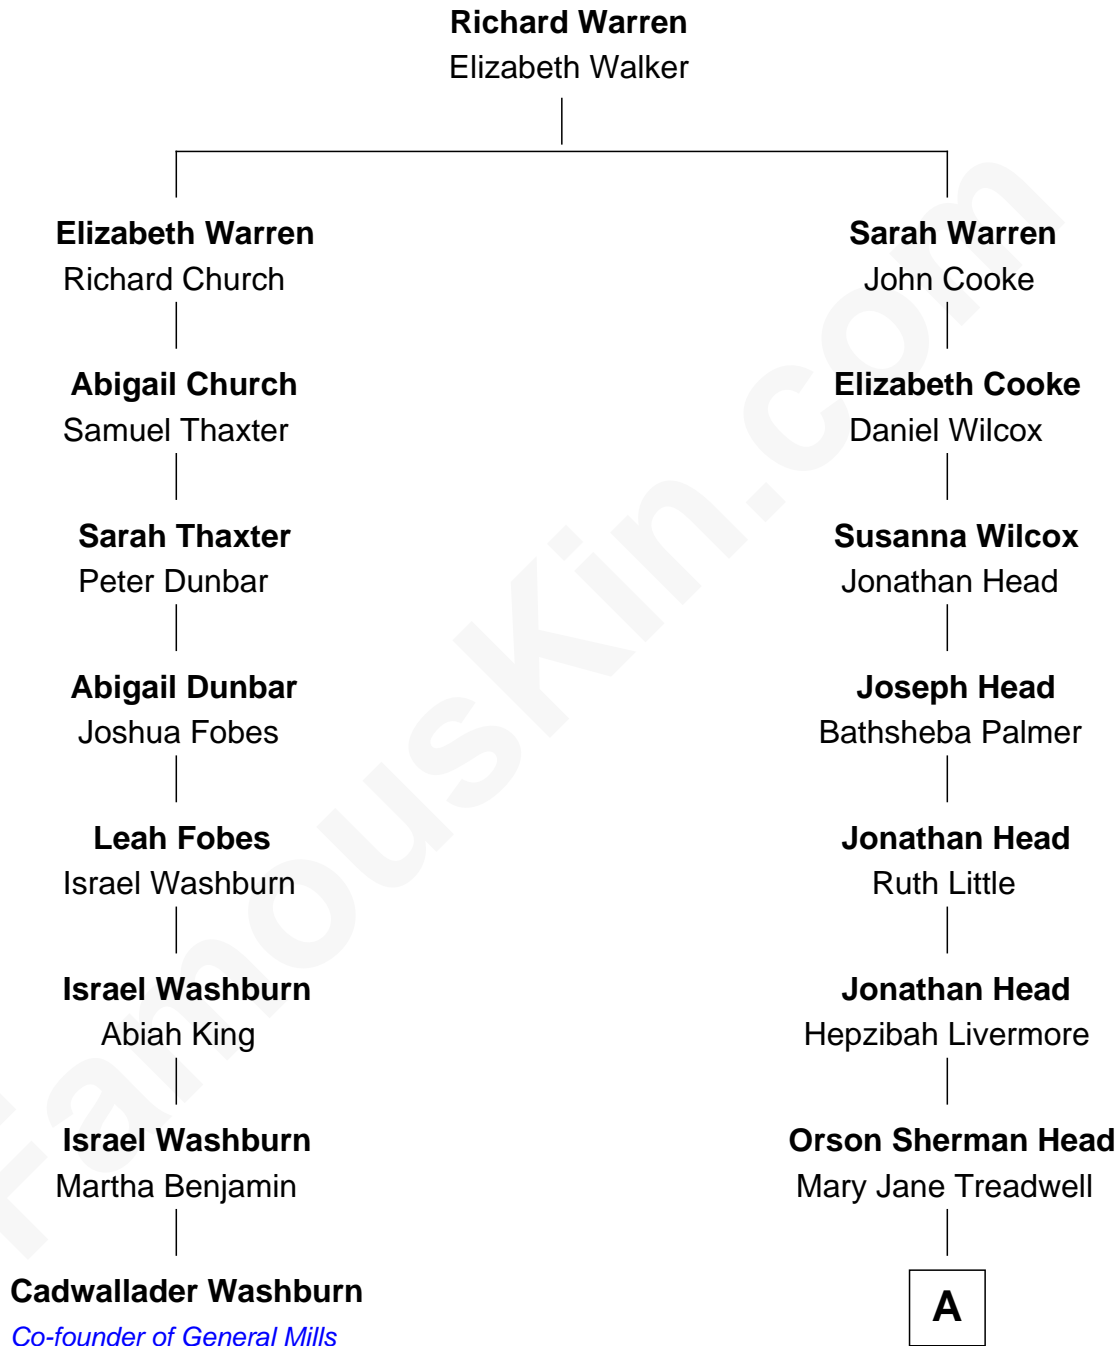 Richard Warren
Elizabeth Walker
Elizabeth Warren
Richard Church
Abigail Church
Samuel Thaxter
Sarah Thaxter
Peter Dunbar
Abigail Dunbar
Joshua Fobes
Leah Fobes
Israel Washburn
Israel Washburn
Abiah King
Israel Washburn
Martha Benjamin
Cadwallader Washburn
Co-founder of General Mills
Sarah Warren
John Cooke
Elizabeth Cooke
Daniel Wilcox
Susanna Wilcox
Jonathan Head
Joseph Head
Bathsheba Palmer
Jonathan Head
Ruth Little
Jonathan Head
Hepzibah Livermore
Orson Sherman Head
Mary Jane Treadwell
A
FamousKin.com